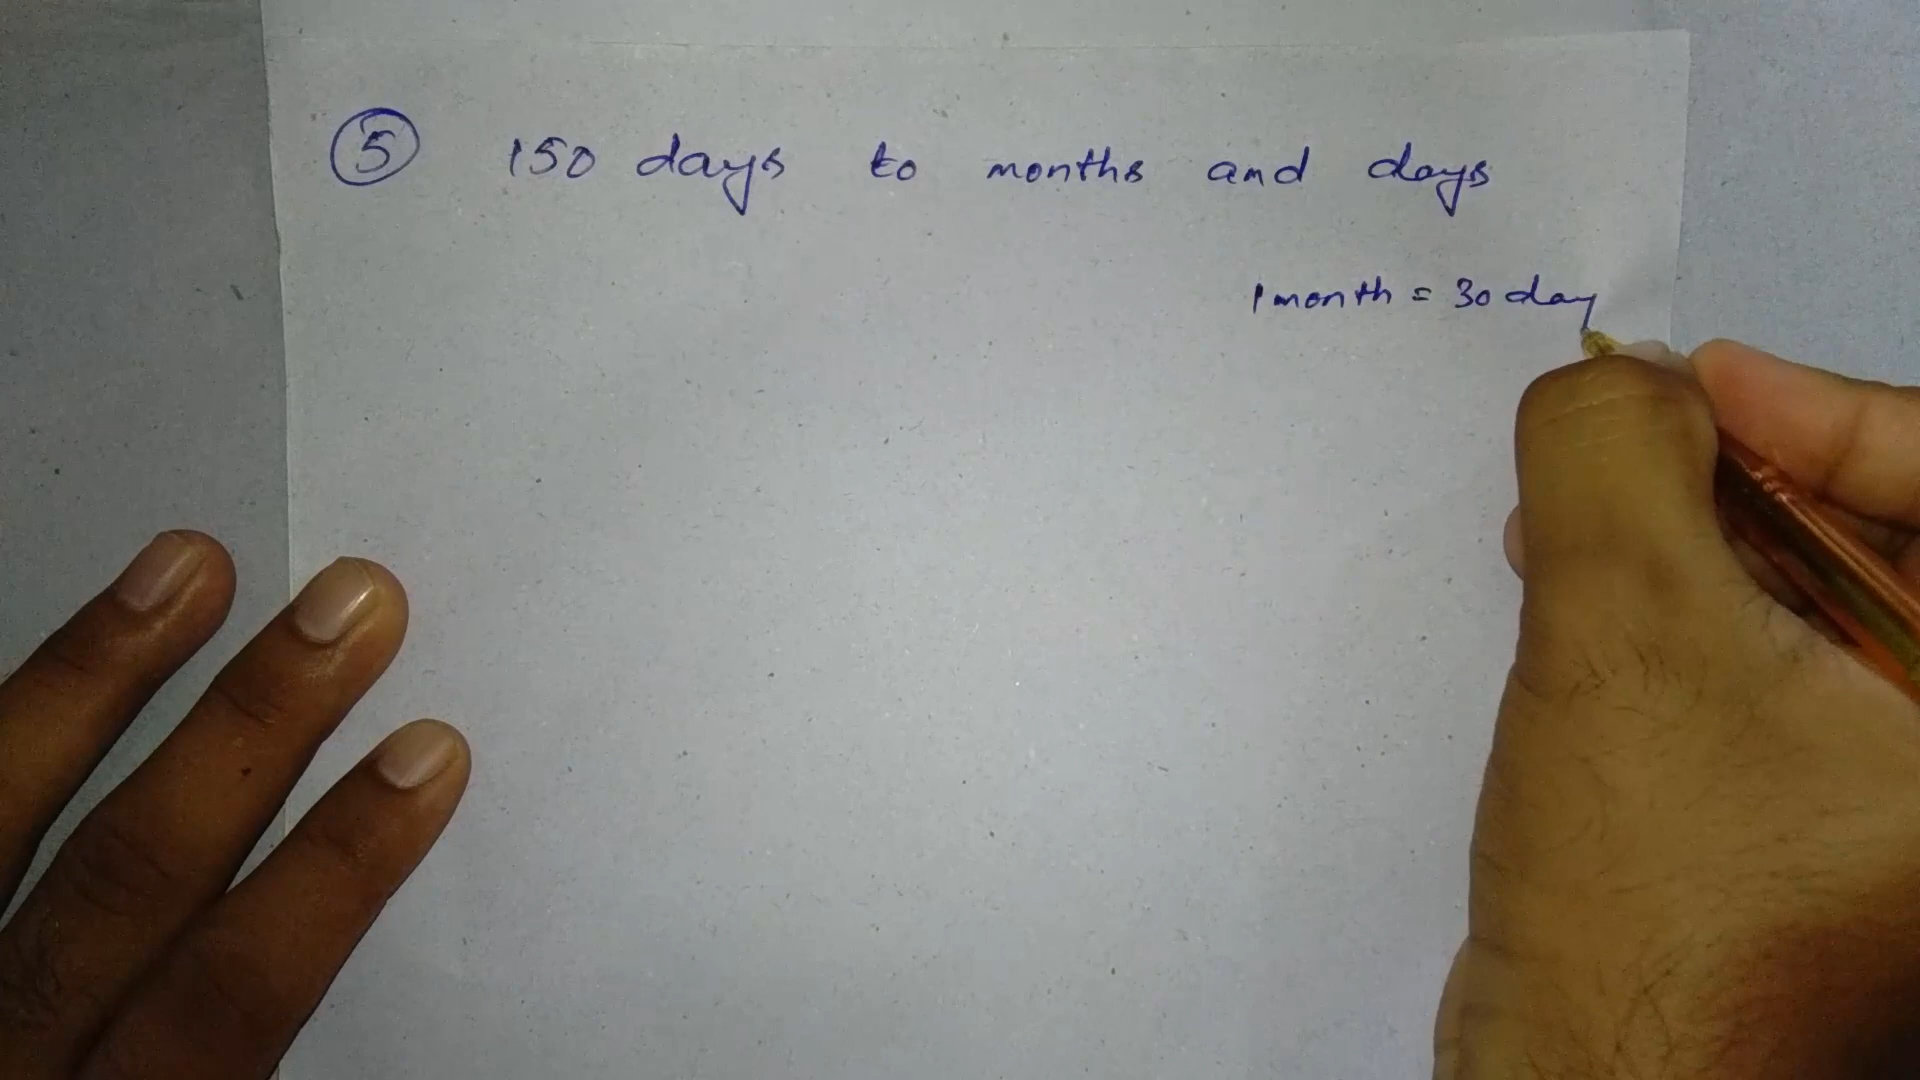 5 150 days to months and days
1 month = 30 day